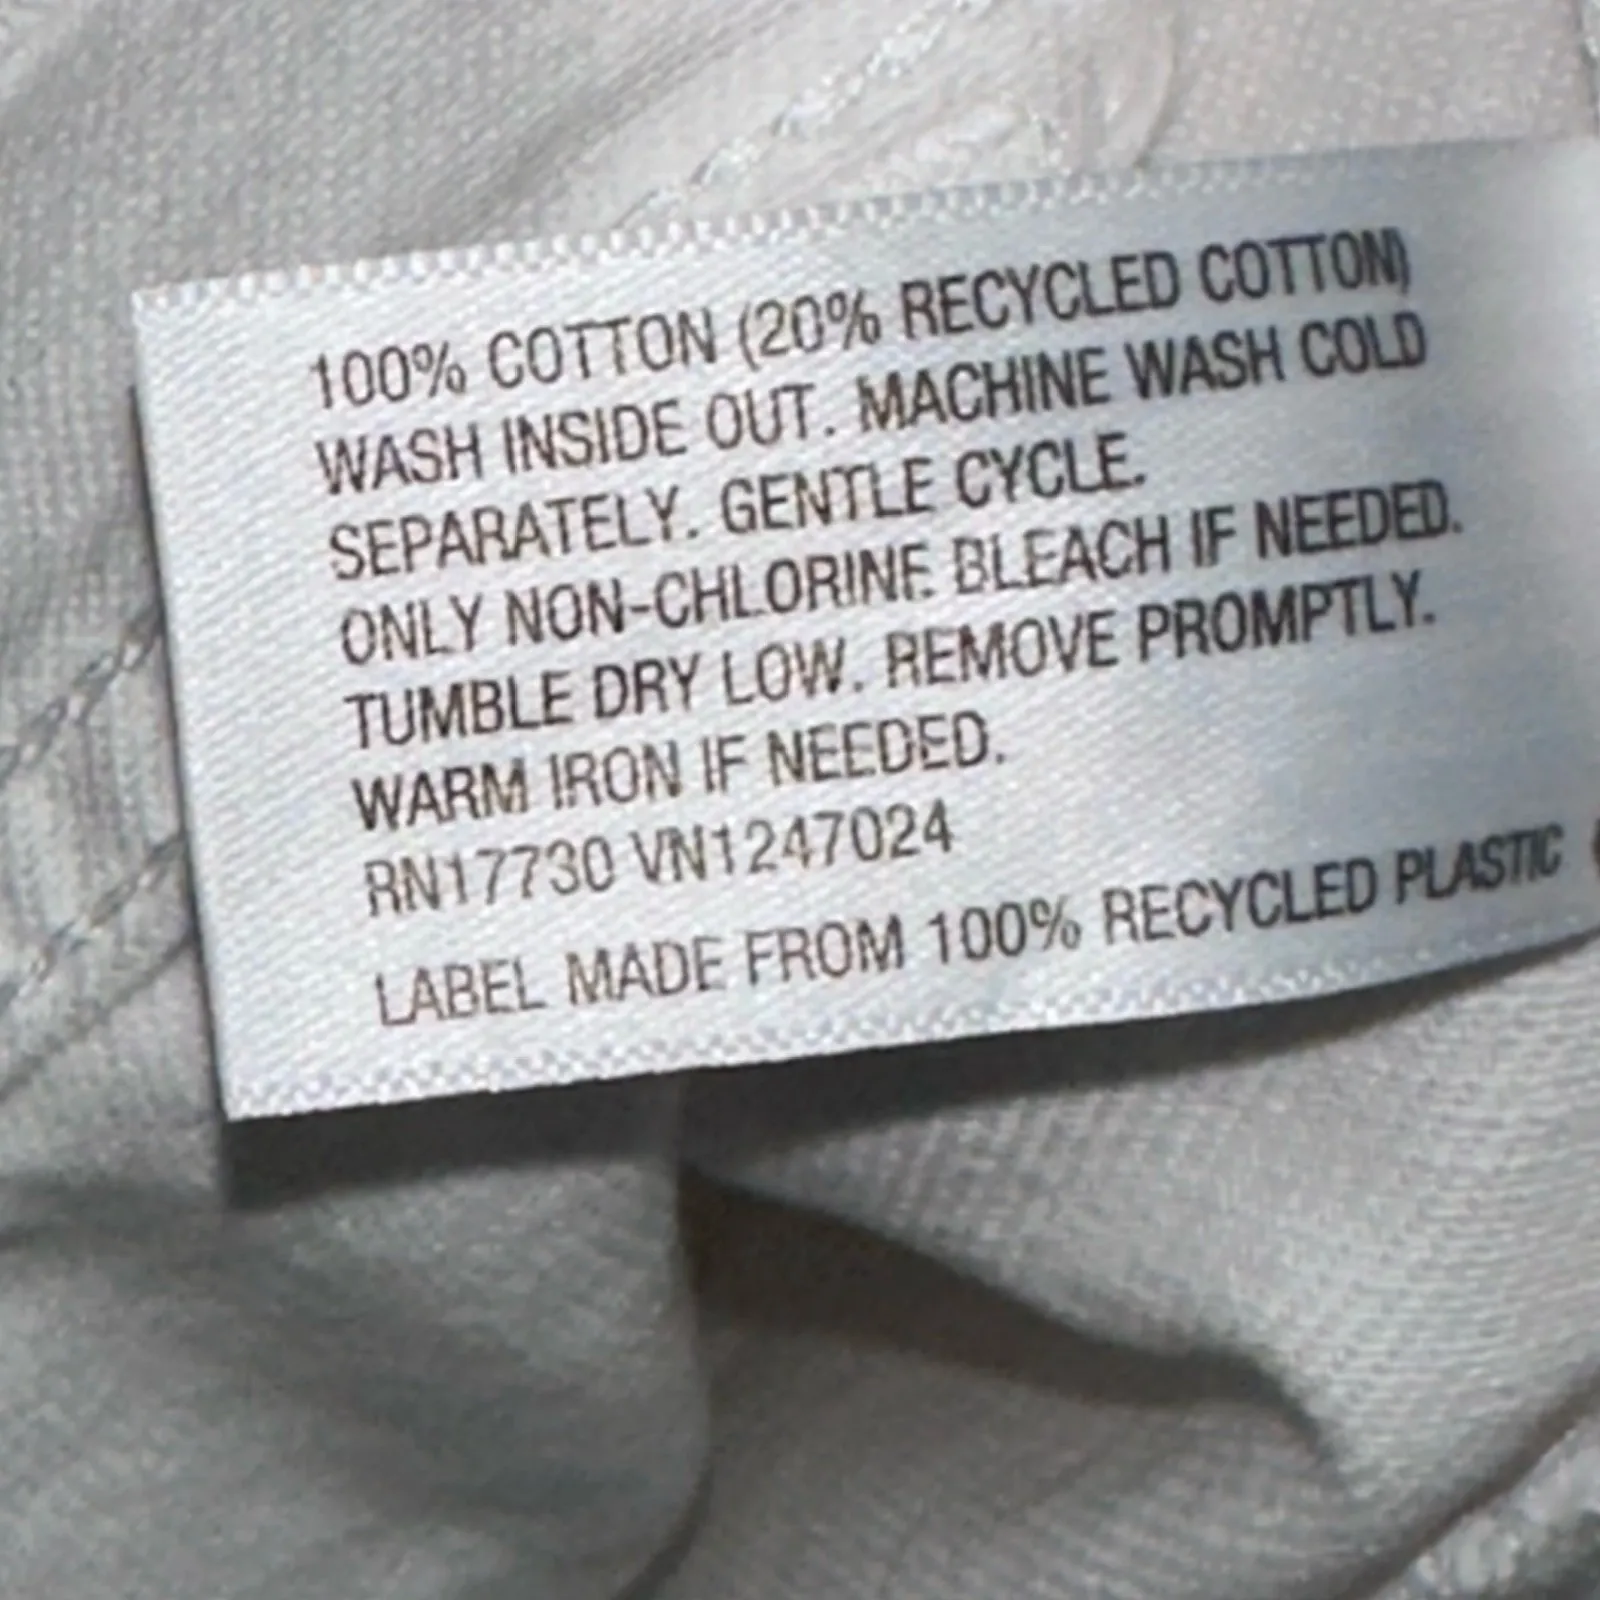 100% COTTON (20% RECYCLED COTTON)
WASH INSIDE OUT. MACHINE WASH COLD
SEPARATELY. GENTLE CYCLE.
ONLY NON-CHLORINE BLEACH IF NEEDED.
TUMBLE DRY LOW. REMOVE PROMPTLY.
WARM IRON IF NEEDED.
RN17730 VN1247024
LABEL MADE FROM 100% RECYCLED PLASTIC